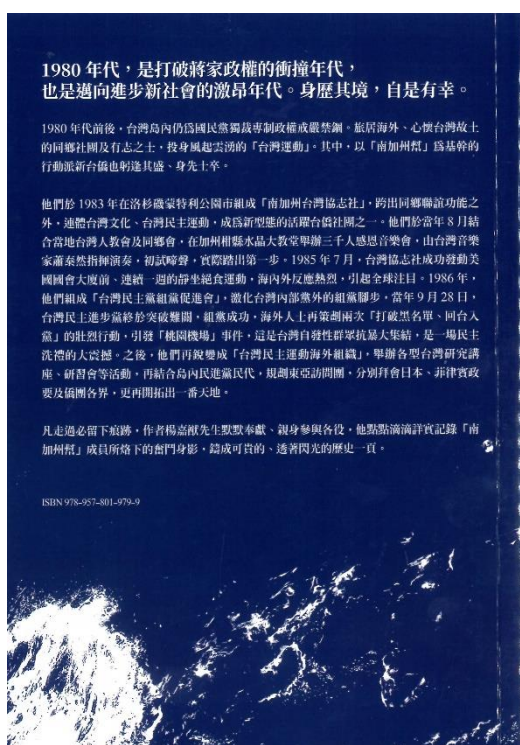 1980 年代，是打破蔣家政權的衝撞年代，
也是邁向進步新社會的激昂年代。身歷其境，自是有幸。
1980 年代前後，台灣島內仍為國民黨獨裁專制政權戒嚴禁錮。旅居海外、心懷台灣故土
的同鄉社團及有志之士，投身風起雲湧的「台灣運動」。其中，以「南加州幫」為基幹的
行動派新台僑也躬逢其盛、身先士卒。
他們於 1983 年在洛杉磯蒙特利公園市組成「南加州台灣協志社」，跨出同鄉聯誼功能之
外，連體台灣文化、台灣民主運動，成為新型態的活躍台僑社團之一。他們於當年 8 月結
合當地台灣人教會及同鄉會，在加州柑縣水晶大教堂舉辦三千人感恩音樂會，由台灣音樂
家蕭泰然指揮演奏，初試啼聲，實際踏出第一步。1985 年 7 月，台灣協志社成功發動美
國國會大廈前、連續一週的靜坐絕食運動，海內外反應熱烈，引起全球注目。1986 年，
他們組成「台灣民主黨組黨促進會」，激化台灣內部黨外的組黨腳步。當年 9 月 28 日，
台灣民主進步黨終於突破難關，組黨成功，海外人士再策劃兩次「打破黑名單、回台入
黨」的壯烈行動，引發「桃園機場」事件，這是台灣自發性群眾抗暴大集結，是一場民主
洗禮的大震撼。之後，他們再銳變成「台灣民主運動海外組織」，舉辦各型台灣研究講
座、研習會等活動，再結合島內民進黨民代，規劃東亞訪問團，分別拜會日本、菲律賓政
要及僑團各界，更再開拓出一番天地。
凡走過必留下痕跡，作者楊嘉猷先生默默奉獻、親身參與各役，他點點滴滴詳實記錄「南
加州幫」成員所烙下的奮鬥身影，鑄成可貴的、透著閃光的歷史一頁。
ISBN 978-957-801-979-9